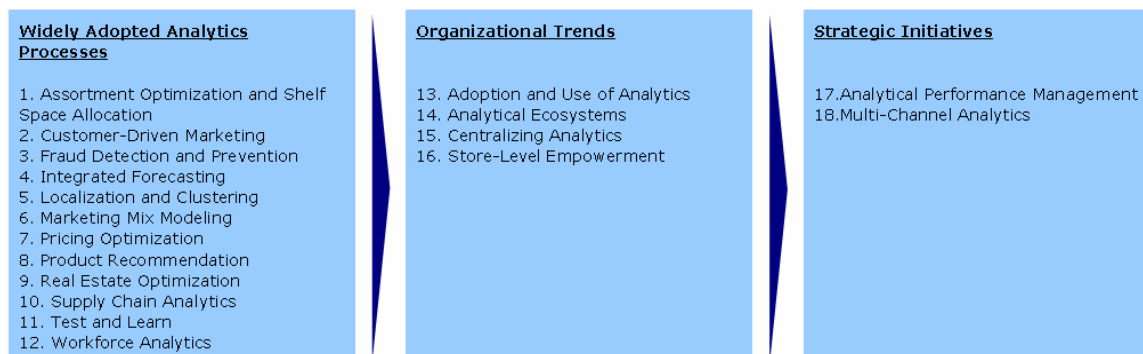 Widely Adopted Analytics
Processes
1. Assortment Optimization and Shelf
Space Allocation
2. Customer-Driven Marketing
3. Fraud Detection and Prevention
4. Integrated Forecasting
5. Localization and Clustering
6. Marketing Mix Modeling
7. Pricing Optimization
8. Product Recommendation
9. Real Estate Optimization
10. Supply Chain Analytics
11. Test and Learn
12. Workforce Analytics
Organizational Trends
13. Adoption and Use of Analytics
14. Analytical Ecosystems
15. Centralizing Analytics
16. Store-Level Empowerment
Strategic Initiatives
17.Analytical Performance Management
18.Multi-Channel Analytics